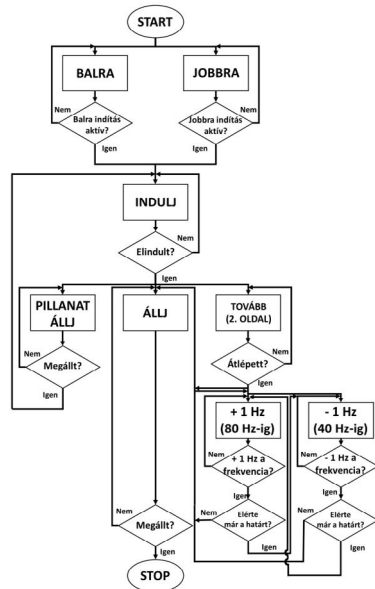 START
BALRA
JOBBRA
Nem
Balra indítás
aktív?
Igen
Jobbra indítás
aktív?
Nem
Igen
INDULJ
Nem
Elindult?
Igen
PILLANAT
ÁLLJ
ÁLLJ
TOVÁBB
(2. OLDAL)
Nem
Megállt?
Igen
Átlépett?
Nem
Igen
+ 1 Hz
(80 Hz-ig)
- 1 Hz
(40 Hz-ig)
Nem
+ 1 Hz a
frekvencia?
Igen
Nem
- 1 Hz a
frekvencia?
Igen
Nem
Megállt?
Igen
Nem
Elérte
már a határt?
Igen
Nem
Elérte
már a határt?
Igen
STOP